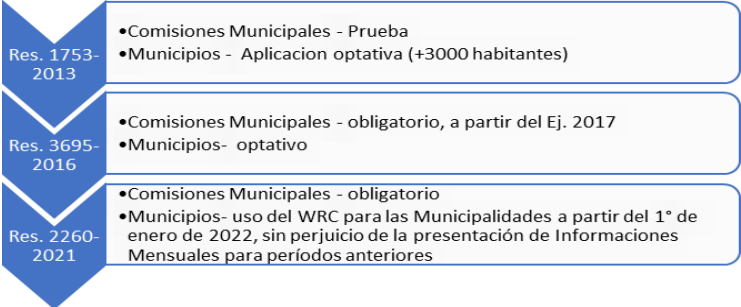 Res. 1753-
2013
•Comisiones Municipales - Prueba
•Municipios - Aplicacion optativa (+3000 habitantes)
Res. 3695-
2016
•Comisiones Municipales - obligatorio, a partir del Ej. 2017
•Municipios- optativo
Res. 2260-
2021
•Comisiones Municipales - obligatorio
•Municipios- uso del WRC para las Municipalidades a partir del 1° de
enero de 2022, sin perjuicio de la presentación de Informaciones
Mensuales para períodos anteriores